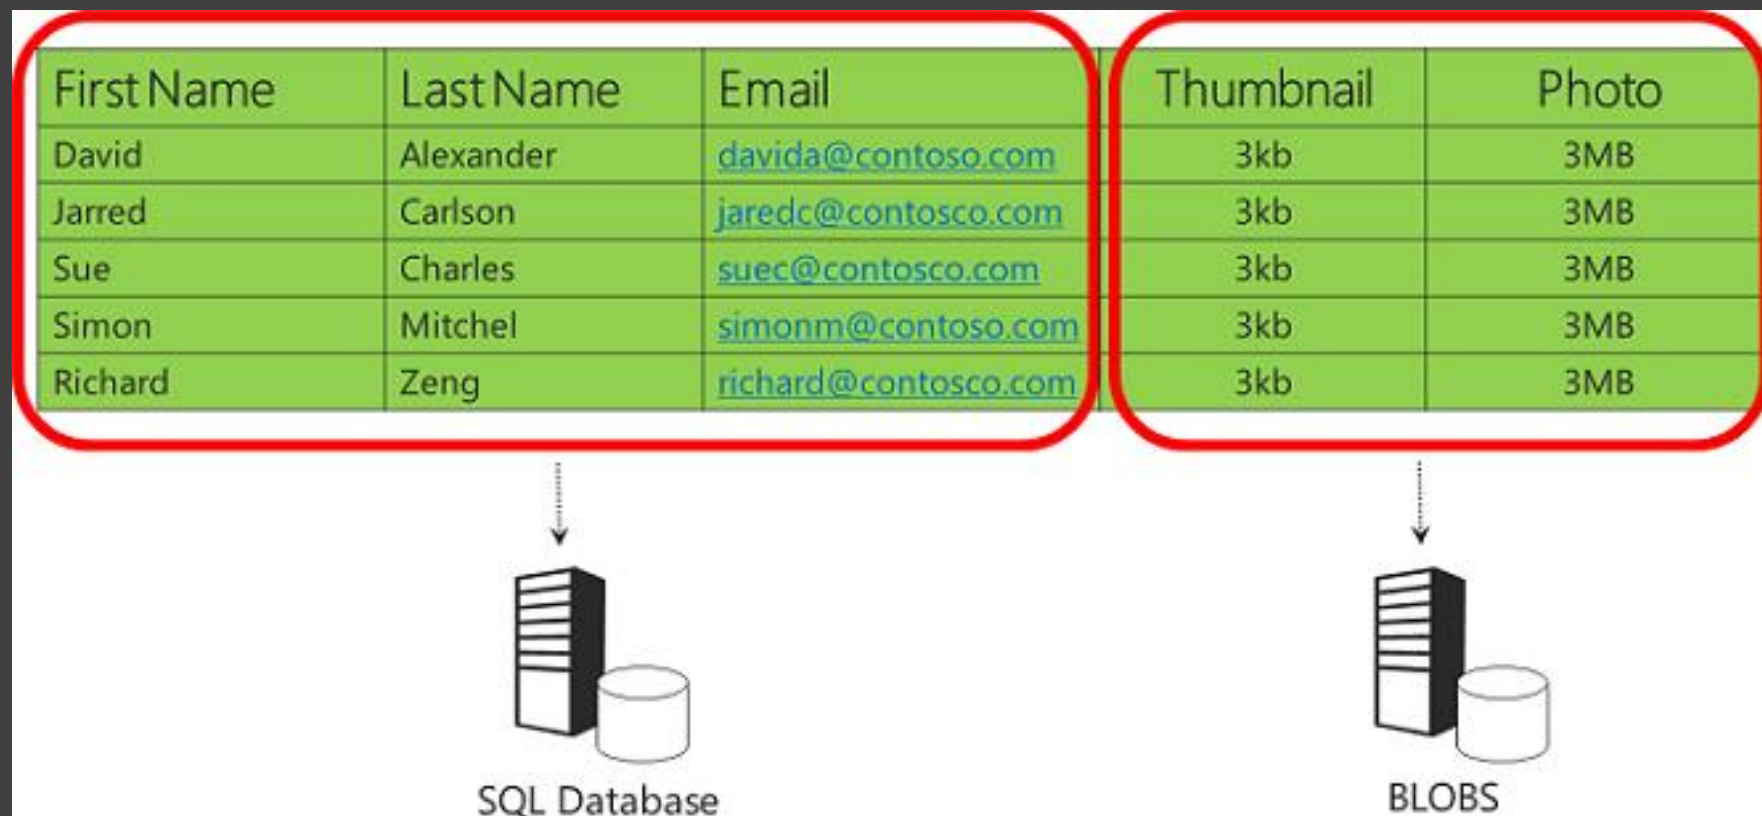 First Name Last Name Email Thumbnail Photo
David Alexander davida@contoso.com 3kb 3MB
Jarred Carlson jaredc@contosco.com 3kb 3MB
Sue Charles suec@contosco.com 3kb 3MB
Simon Mitchel simonm@contoso.com 3kb 3MB
Richard Zeng richard@contosco.com 3kb 3MB
SQL Database BLOBS